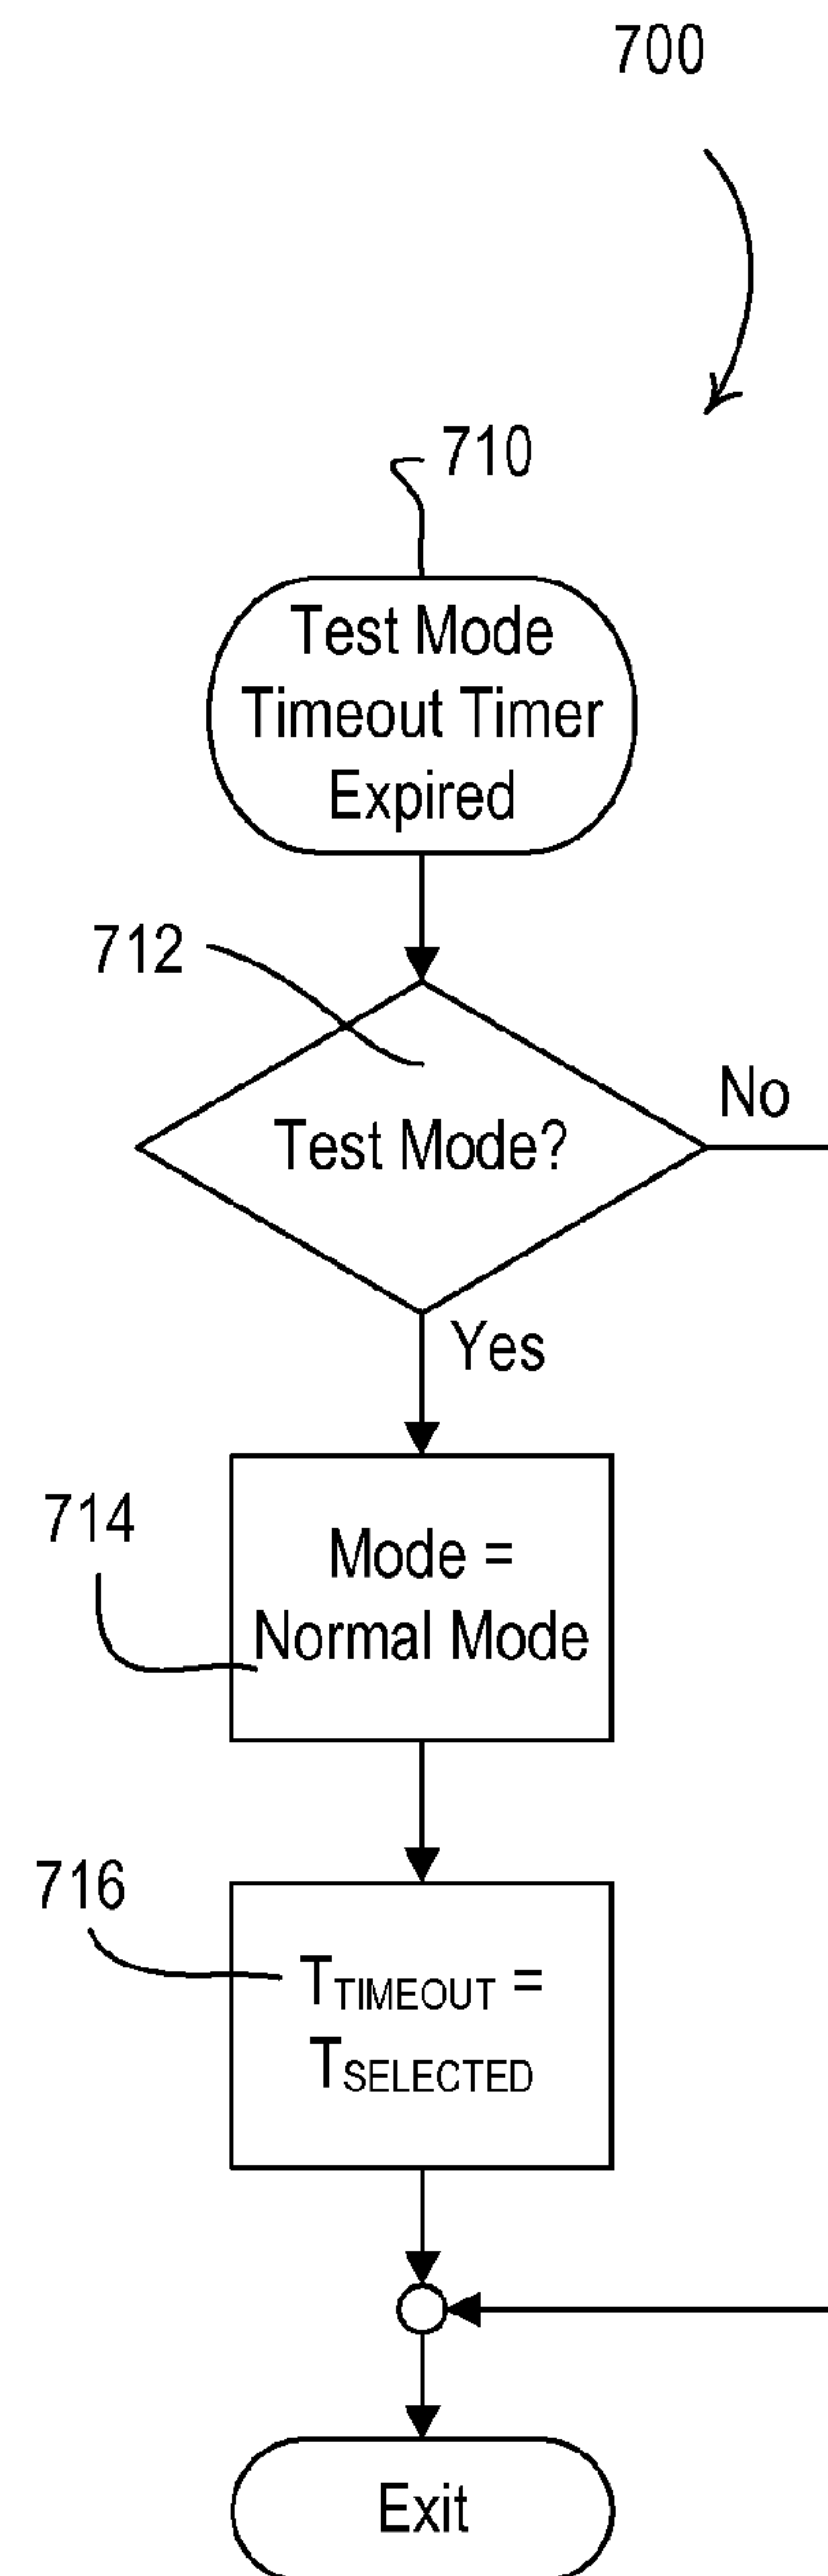 700
710
Test Mode
Timeout Timer
Expired
712
Test Mode?
No
Yes
714
Mode =
Normal Mode
716
TTIMEOUT =
TSELECTED
Exit